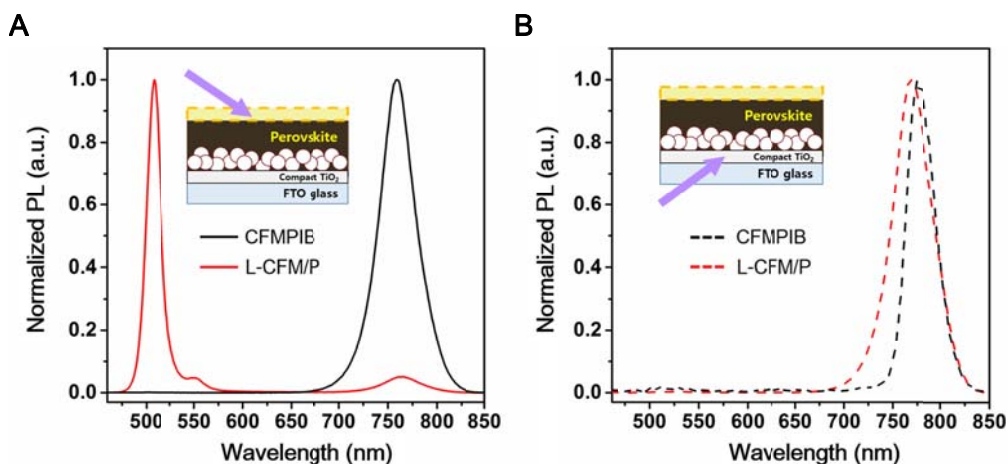 A
B
Normalized PL (a.u.)
1.0
0.8
0.6
0.4
0.2
0.0
Perovskite
Compact TiO₂
FTO glass
CFMPIB
L-CFM/P
500 550 600 650 700 750 800 850
Wavelength (nm)
Normalized PL (a.u.)
1.0
0.8
0.6
0.4
0.2
0.0
Perovskite
Compact TiO₂
FTO glass
CFMPIB
L-CFM/P
500 550 600 650 700 750 800 850
Wavelength (nm)